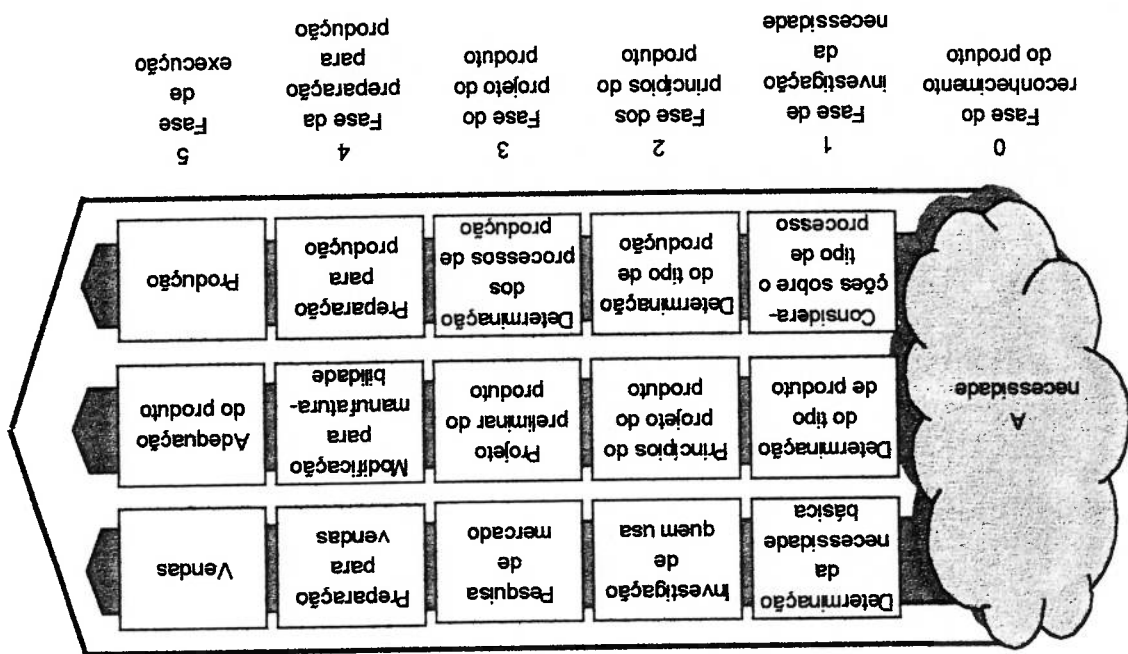 A
necessidade
Determinação
da
necessidade
básica
Investigação
de
quem usa
Pesquisa
de
mercado
Preparação
para
vendas
Vendas
Determinação
do tipo
de produto
Princípios do
projeto do
produto
Projeto
preliminar do
produto
Modificação
para
manufatura-
bilidade
Adequação
do produto
Considera-
ções sobre o
tipo de
processo
Determinação
do tipo de
produção
Determinação
dos
processos de
produção
Preparação
para
produção
Produção
0
Fase do
reconhecimento
do produto
1
Fase de
investigação
da
necessidade
2
Fase dos
princípios do
produto
3
Fase do
projeto do
produto
4
Fase da
preparação
para
produção
5
Fase
de
execução